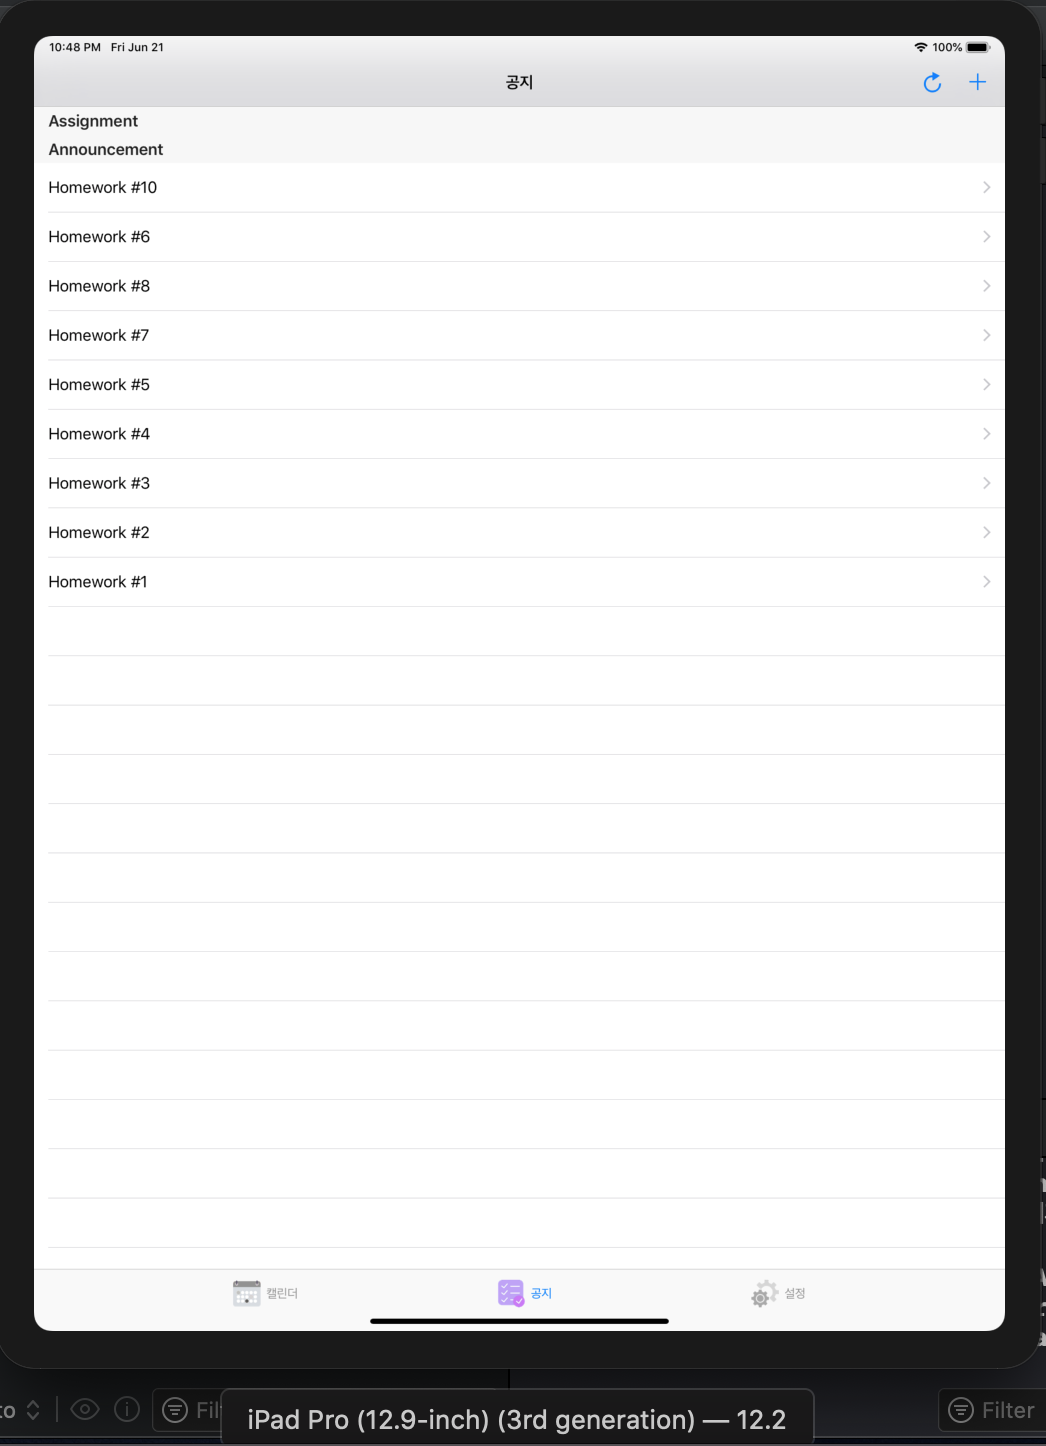 10:48 PM Fri Jun 21
100%
공지
Assignment
Announcement
Homework #10
Homework #6
Homework #8
Homework #7
Homework #5
Homework #4
Homework #3
Homework #2
Homework #1
캘린더
공지
설정
iPad Pro (12.9-inch) (3rd generation) — 12.2
Filter